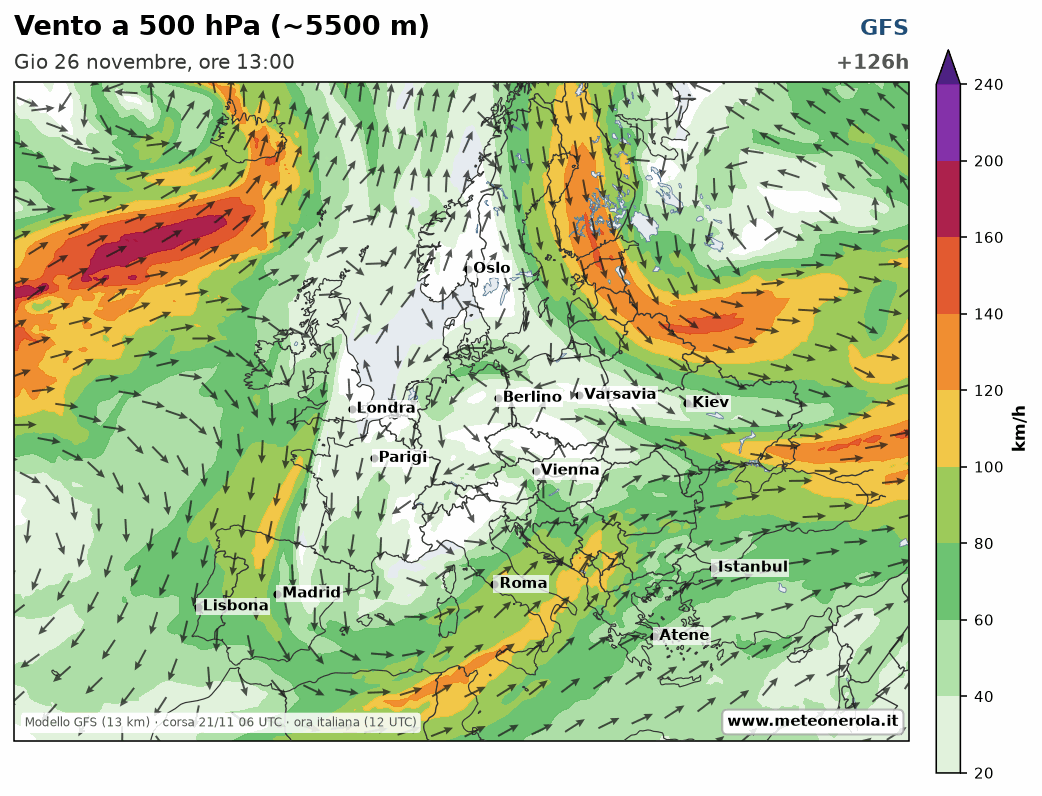 Vento a 500 hPa (~5500 m)
GFS
Gio 26 novembre, ore 13:00
+126h
240
200
160
140
120
100
80
60
40
20
km/h
Oslo
Londra
Berlino
Varsavia
Kiev
Parigi
Vienna
Istanbul
Roma
Madrid
Lisbona
Atene
Modello GFS (13 km) · corsa 21/11 06 UTC · ora italiana (12 UTC)
www.meteonerola.it